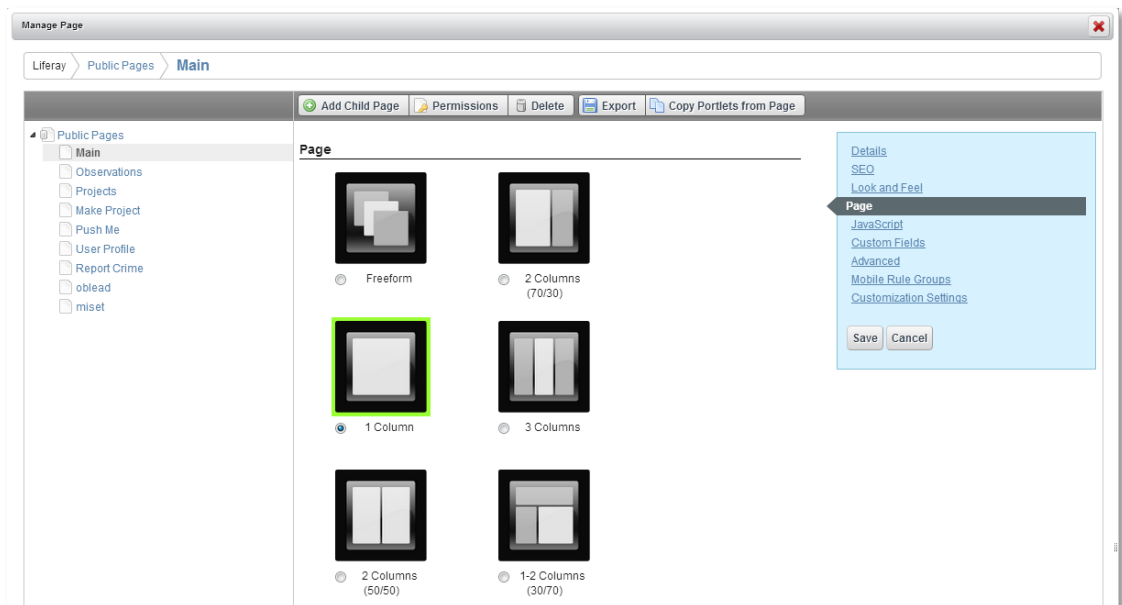 Manage Page
Liferay Public Pages Main
Add Child Page Permissions Delete Export Copy Portlets from Page
Public Pages
Main
Observations
Projects
Make Project
Push Me
User Profile
Report Crime
oblead
miset
Page
Freeform
2 Columns
(70/30)
1 Column
3 Columns
2 Columns
(50/50)
1-2 Columns
(30/70)
Details
SEO
Look and Feel
Page
JavaScript
Custom Fields
Advanced
Mobile Rule Groups
Customization Settings
Save Cancel